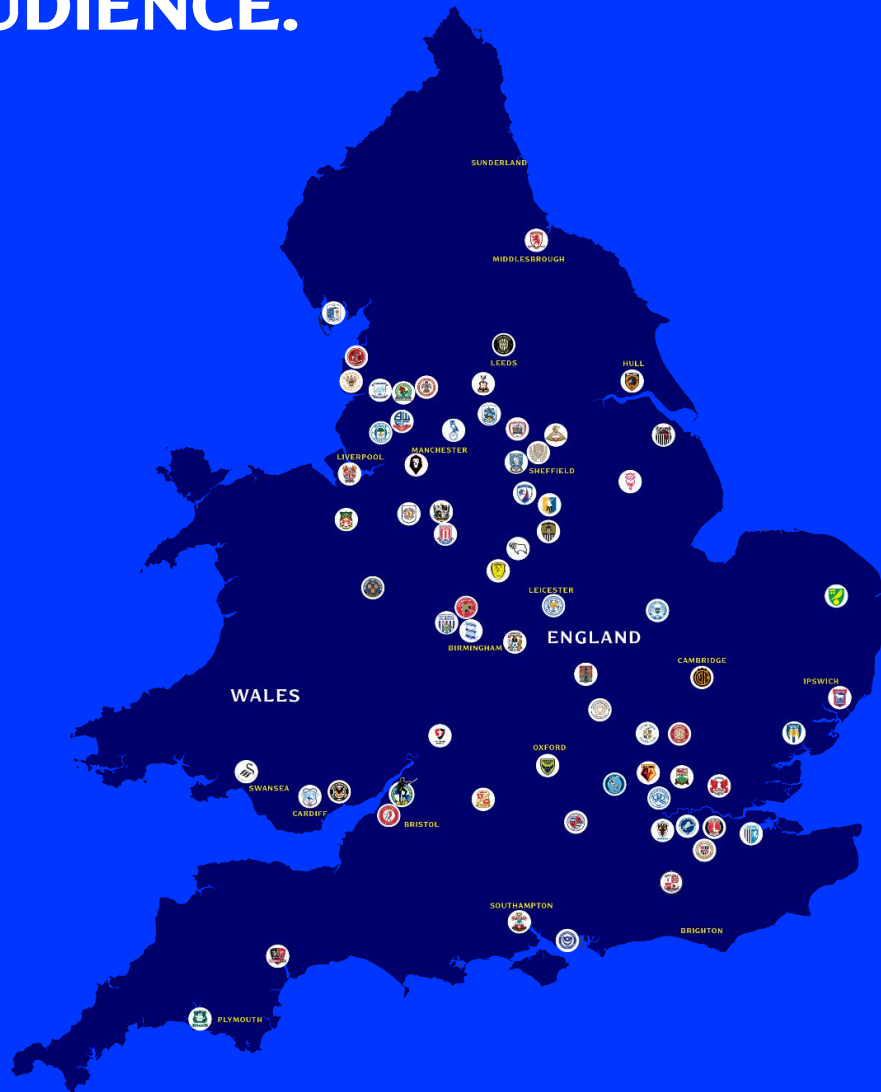 UDIENCE.
SUNDERLAND
MIDDLESBROUGH
LEEDS
HULL
MANCHESTER
LIVERPOOL
SHEFFIELD
LEICESTER
ENGLAND
BIRMINGHAM
CAMBRIDGE
IPSWICH
WALES
OXFORD
SWANSEA
CARDIFF
BRISTOL
SOUTHAMPTON
BRIGHTON
PLYMOUTH